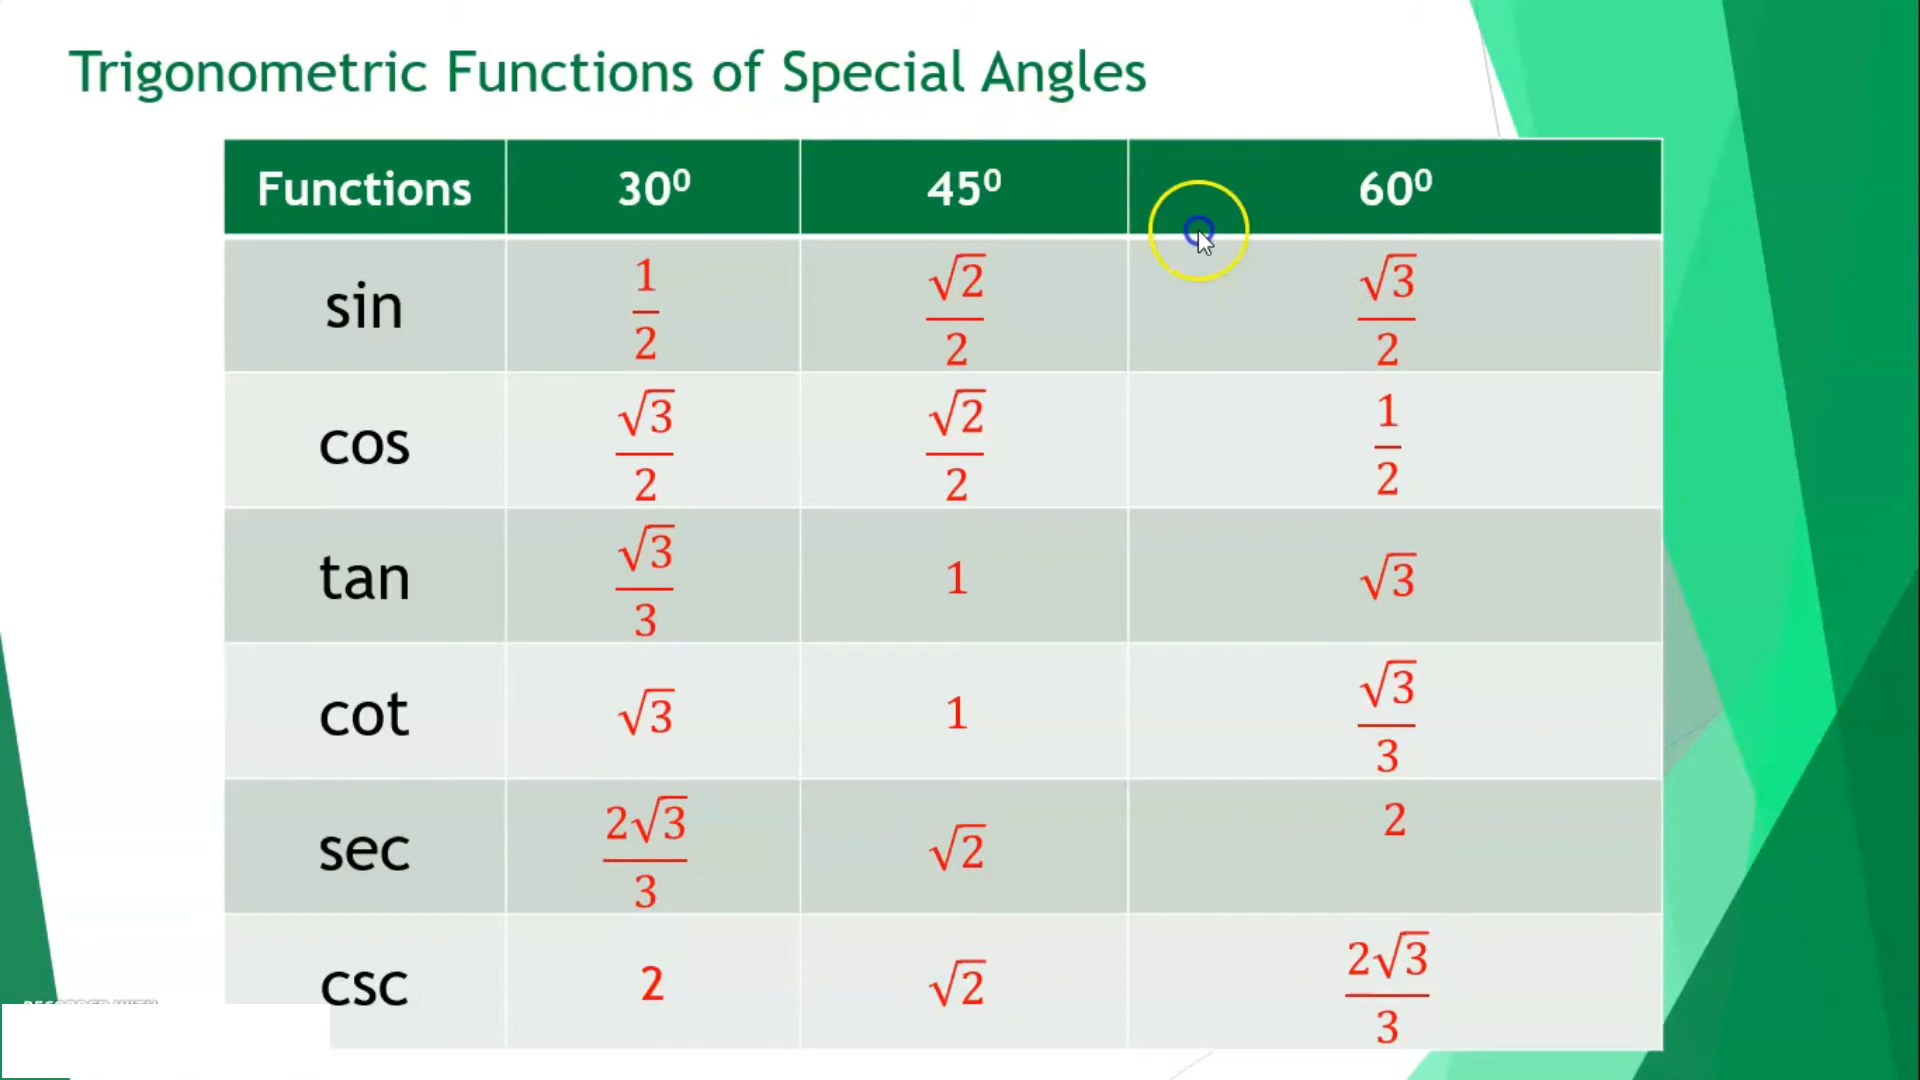 Trigonometric Functions of Special Angles
Functions 30⁰ 45⁰ 60⁰
sin 1/2 √2/2 √3/2
cos √3/2 √2/2 1/2
tan √3/3 1 √3
cot √3 1 √3/3
sec 2√3/3 √2 2
csc 2 √2 2√3/3
RECORDED WITH